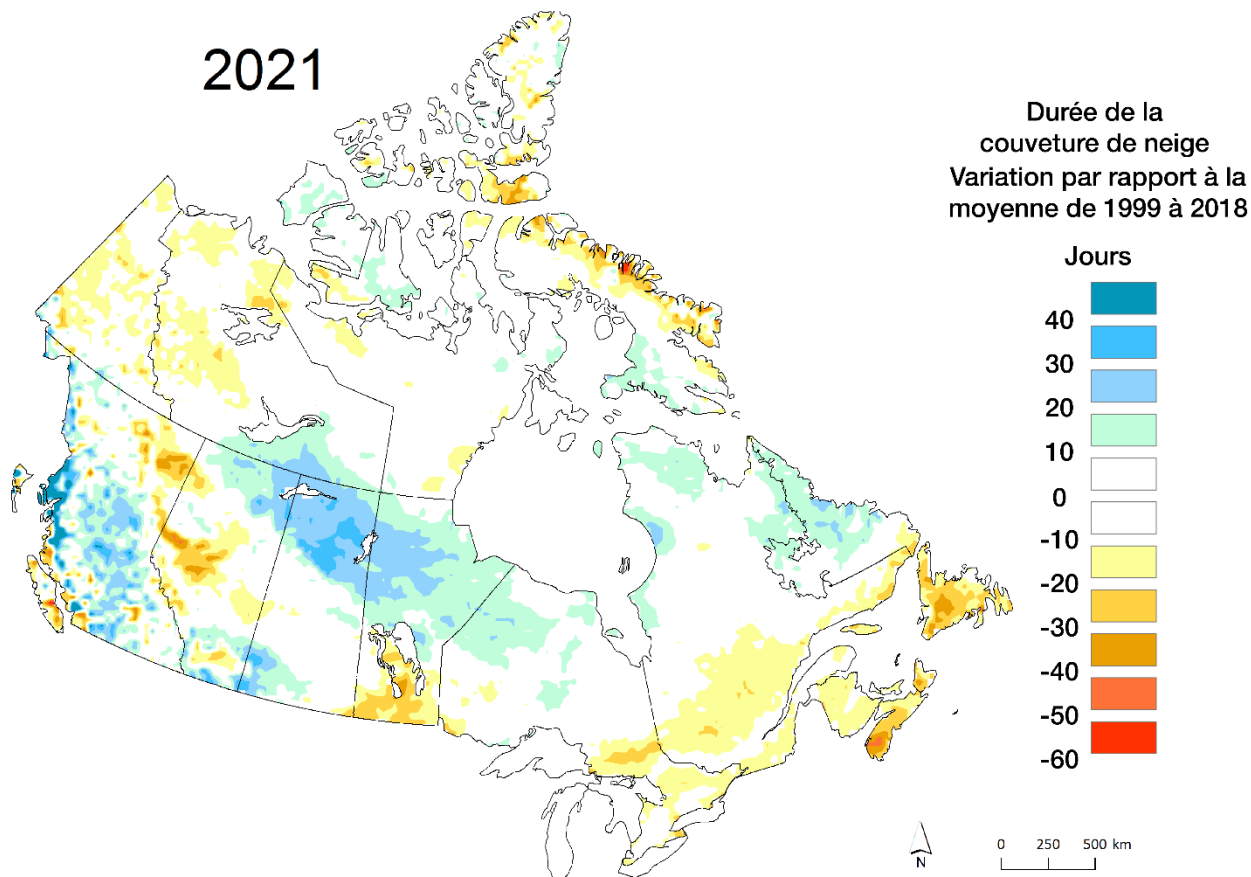 2021
Durée de la
couveture de neige
Variation par rapport à la
moyenne de 1999 à 2018
Jours
40
30
20
10
0
-10
-20
-30
-40
-50
-60
N
0 250 500 km